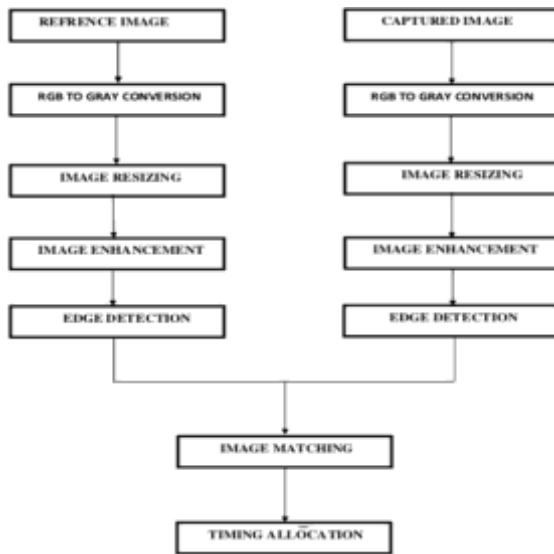 REFRENCE IMAGE
RGB TO GRAY CONVERSION
IMAGE RESIZING
IMAGE ENHANCEMENT
EDGE DETECTION
CAPTURED IMAGE
RGB TO GRAY CONVERSION
IMAGE RESIZING
IMAGE ENHANCEMENT
EDGE DETECTION
IMAGE MATCHING
TIMING ALLOCATION